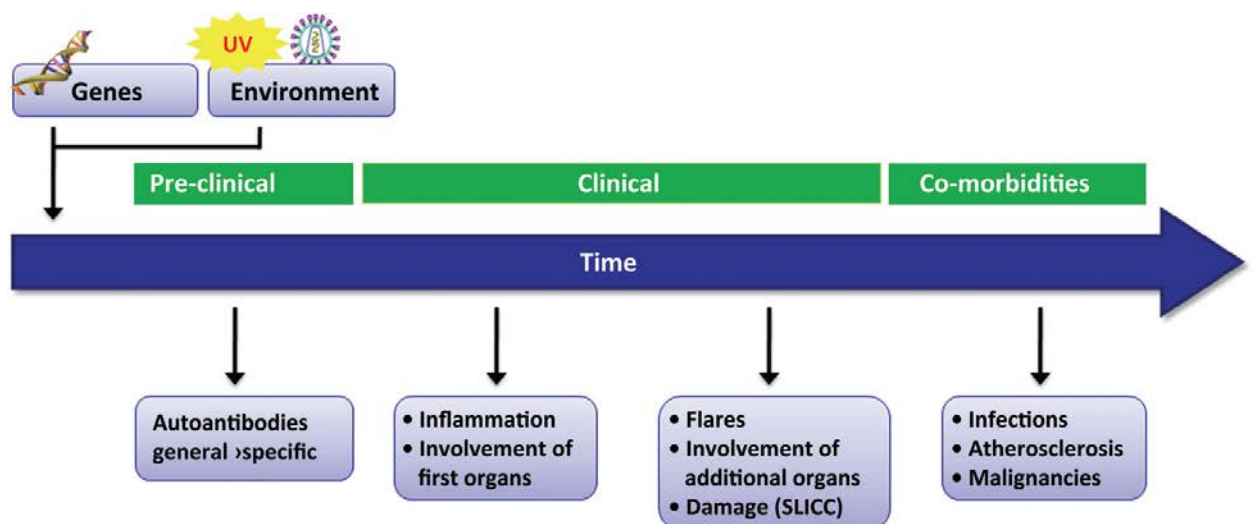 UV
Genes
Environment
Pre-clinical
Clinical
Co-morbidities
Time
Autoantibodies
general ›specific
• Inflammation
• Involvement of
first organs
• Flares
• Involvement of
additional organs
• Damage (SLICC)
• Infections
• Atherosclerosis
• Malignancies